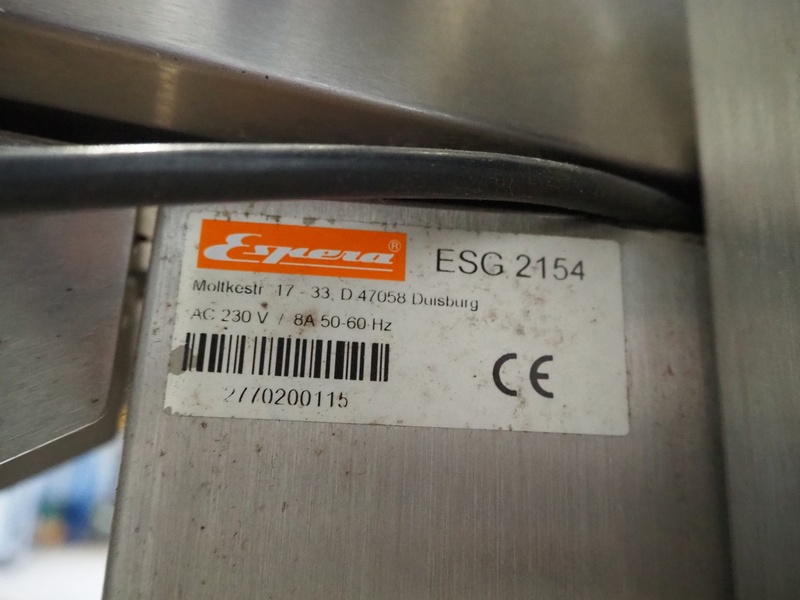 Espera®
ESG 2154
Moltkestr. 17 - 33, D 47058 Duisburg
AC 230 V / 8A 50-60 Hz
2770200115
CE